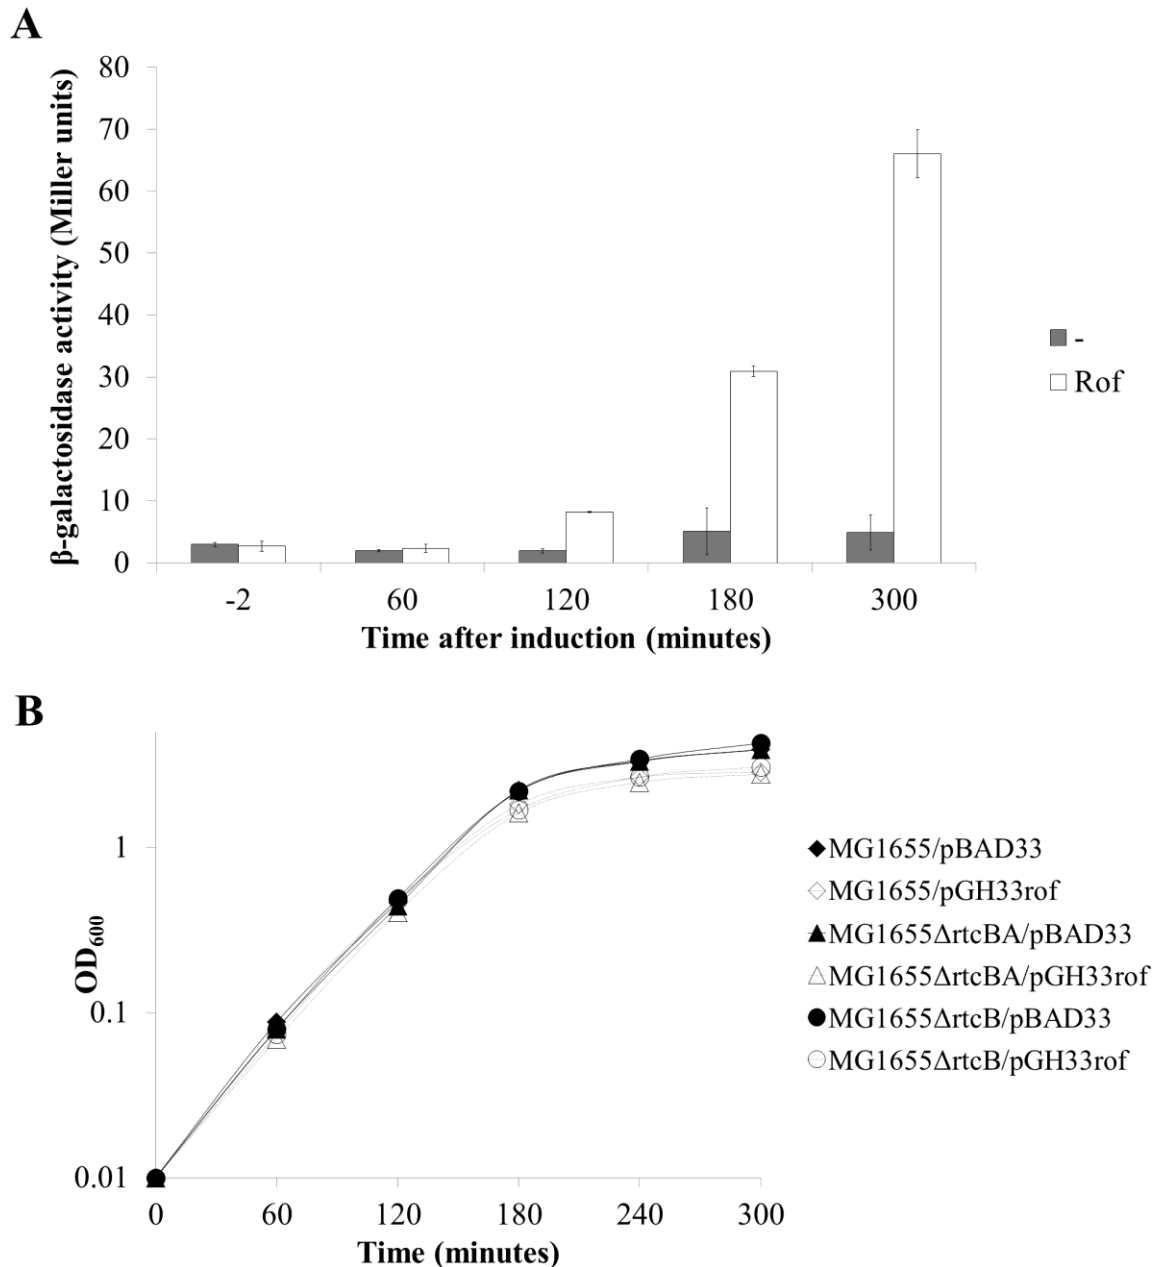 A
β-galactosidase activity (Miller units)
80
70
60
50
40
30
20
10
0
-2 60 120 180 300
Time after induction (minutes)
-
Rof
B
OD600
1
0.1
0.01
0 60 120 180 240 300
Time (minutes)
MG1655/pBAD33
MG1655/pGH33rof
MG1655ΔrtcBA/pBAD33
MG1655ΔrtcBA/pGH33rof
MG1655ΔrtcB/pBAD33
MG1655ΔrtcB/pGH33rof